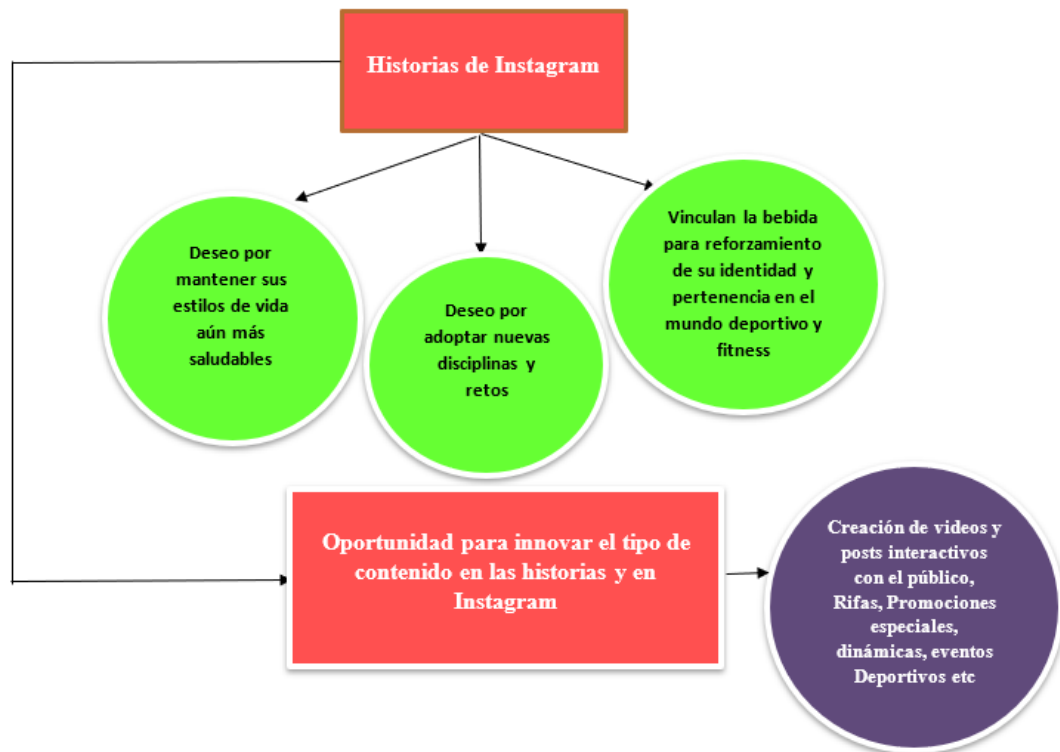 Historias de Instagram
Deseo por
mantener sus
estilos de vida
aún más
saludables
Deseo por
adoptar nuevas
disciplinas y
retos
Vinculan la bebida
para reforzamiento
de su identidad y
pertenencia en el
mundo deportivo y
fitness
Oportunidad para innovar el tipo de
contenido en las historias y en
Instagram
Creación de videos y
posts interactivos
con el público,
Rifas, Promociones
especiales,
dinámicas, eventos
Deportivos etc